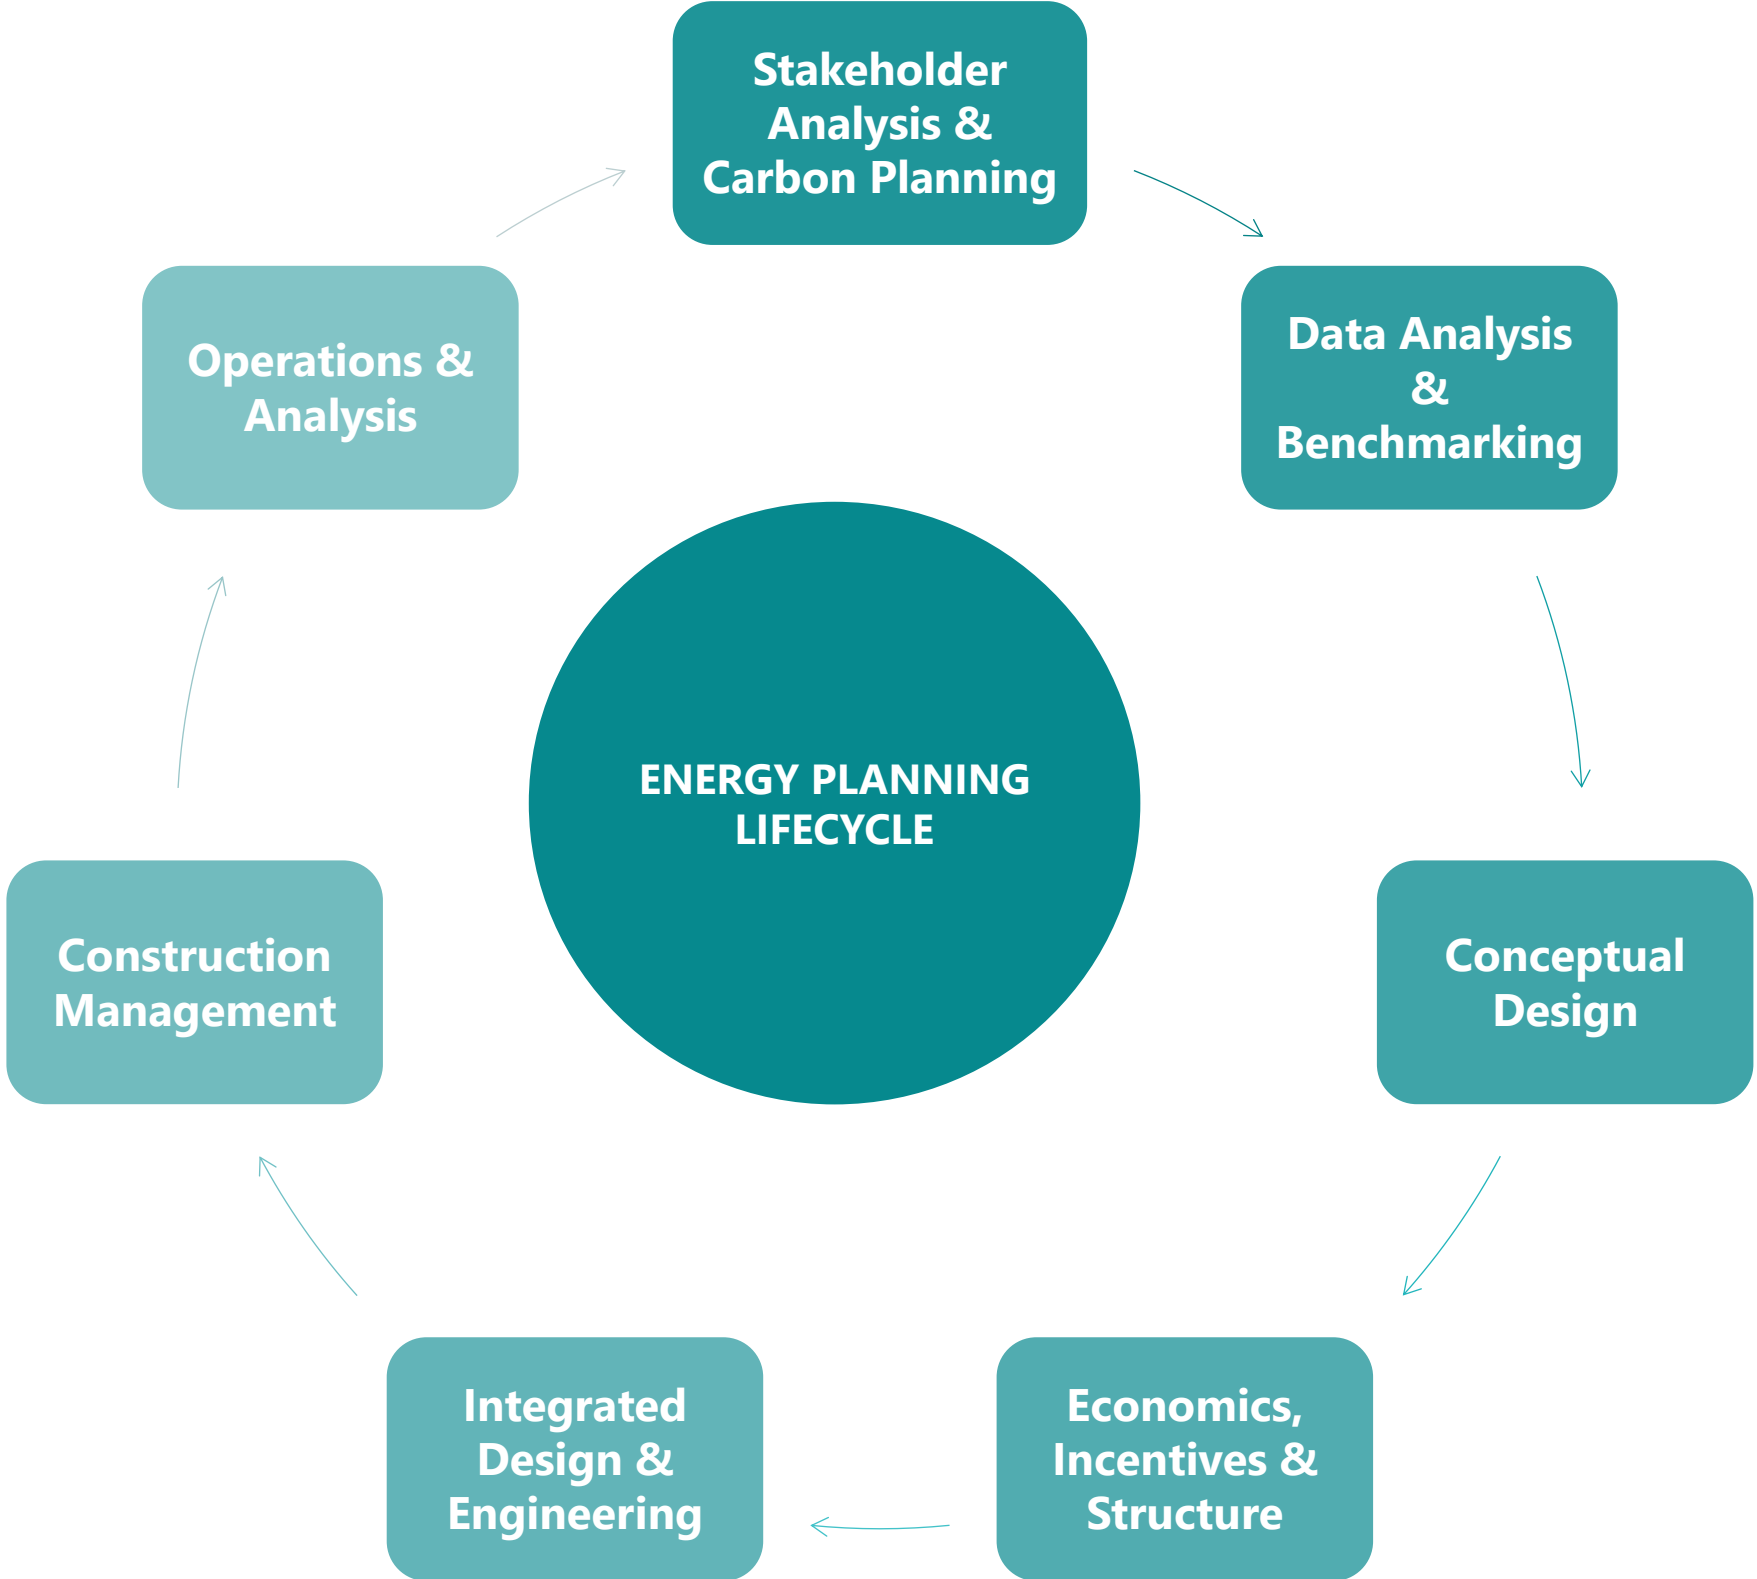 Stakeholder
Analysis &
Carbon Planning
Data Analysis
&
Benchmarking
Conceptual
Design
Economics,
Incentives &
Structure
Integrated
Design &
Engineering
Construction
Management
Operations &
Analysis
ENERGY PLANNING
LIFECYCLE